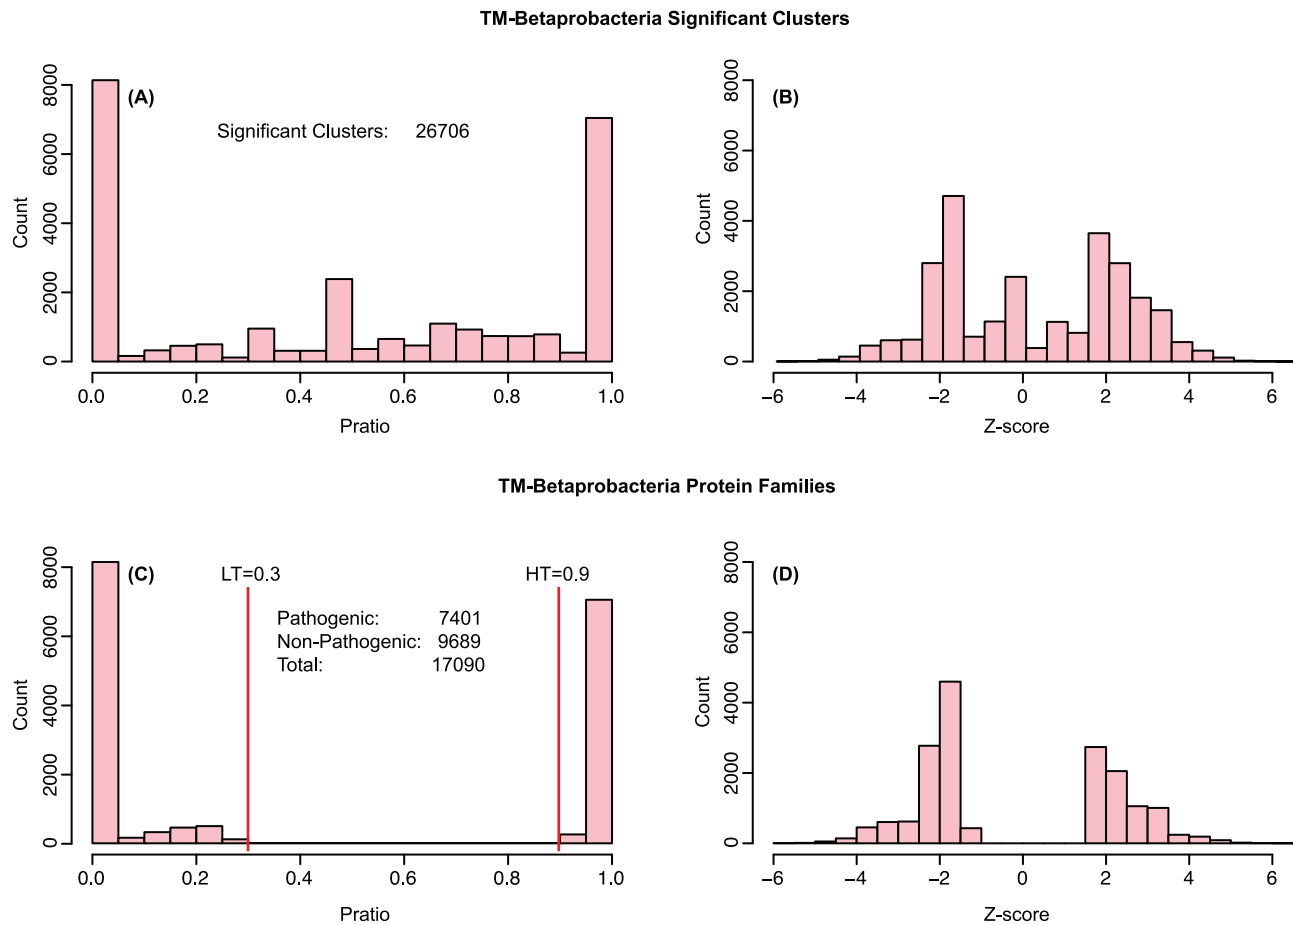 TM-Betaprobacteria Significant Clusters
(A)
Significant Clusters: 26706
Count
0
2000
4000
6000
8000
0.0 0.2 0.4 0.6 0.8 1.0
Pratio
(B)
Count
0
2000
4000
6000
8000
−6 −4 −2 0 2 4 6
Z-score
TM-Betaprobacteria Protein Families
(C)
LT=0.3
HT=0.9
Pathogenic: 7401
Non-Pathogenic: 9689
Total: 17090
Count
0
2000
4000
6000
8000
0.0 0.2 0.4 0.6 0.8 1.0
Pratio
(D)
Count
0
2000
4000
6000
8000
−6 −4 −2 0 2 4 6
Z-score